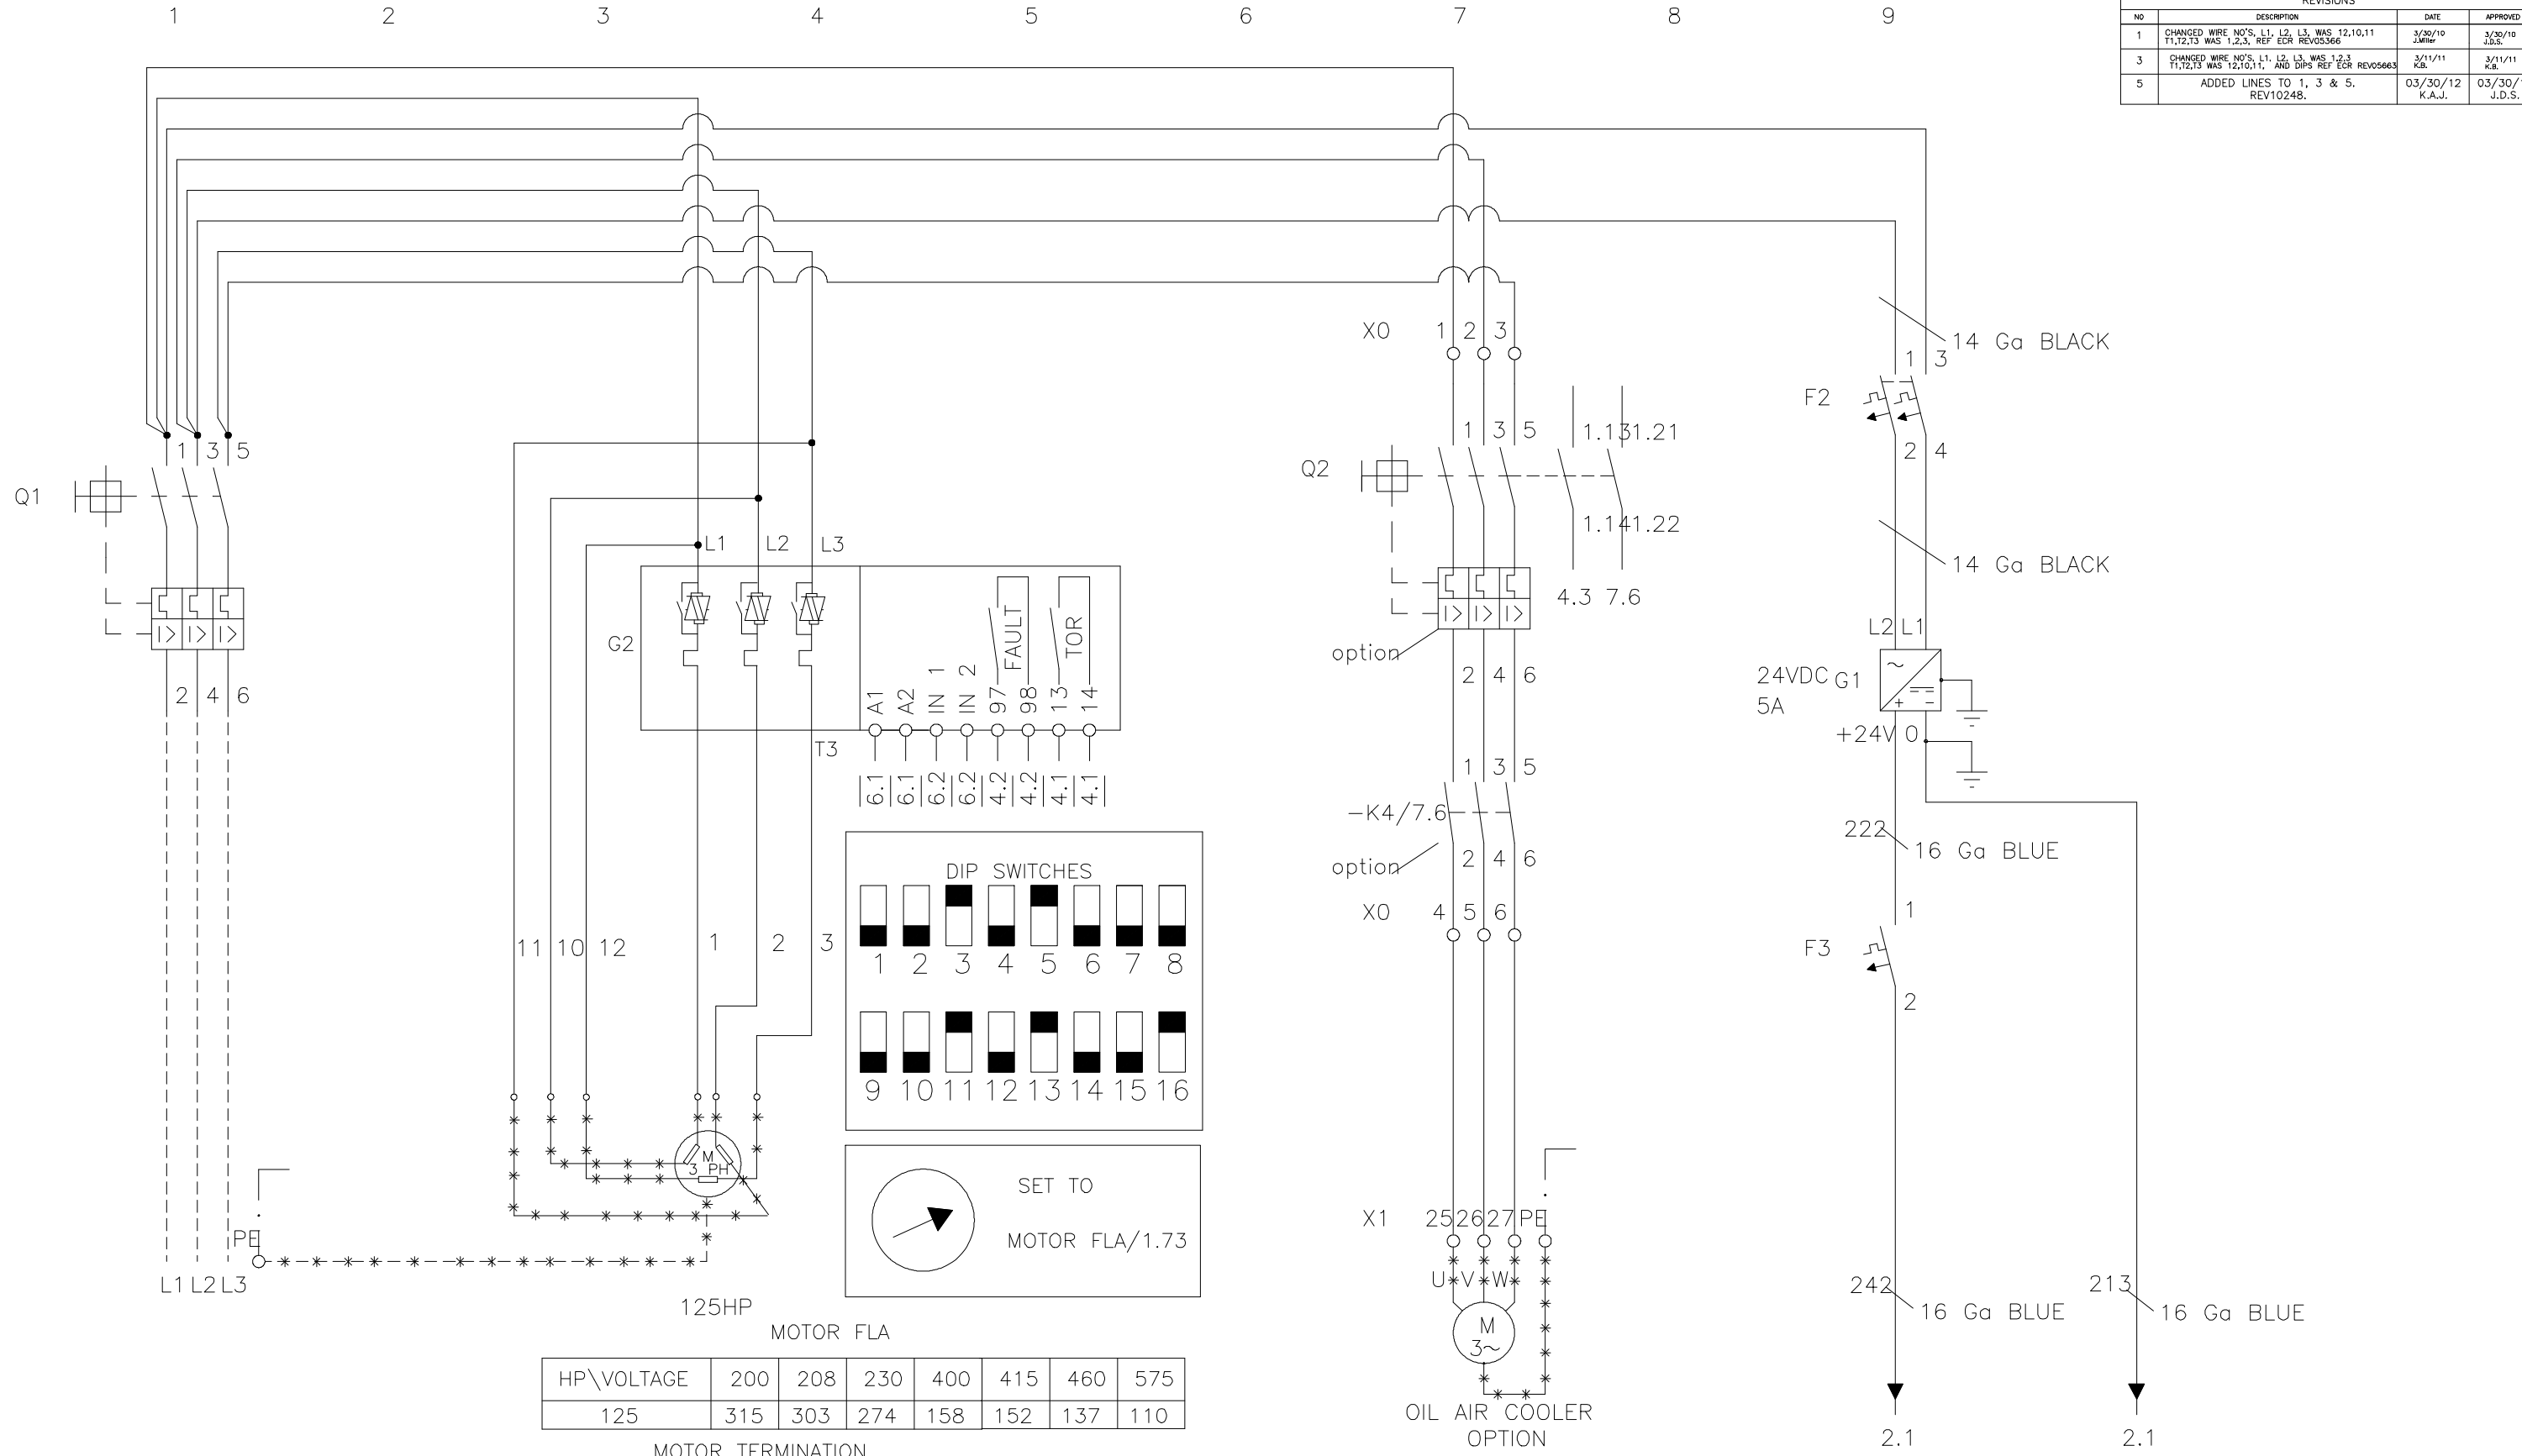 1 2 3 4 5 6 7 8 9
REVISIONS
NO DESCRIPTION DATE APPROVED
1 CHANGED WIRE NO'S, L1, L2, L3, WAS 12,10,11 3/30/10 3/30/10
T1,T2,T3 WAS 1,2,3, REF ECR REV05366 J.Miller J.D.S.
3 CHANGED WIRE NO'S, L1, L2, L3, WAS 1,2,3 3/11/11 3/11/11
T1,T2,T3 WAS 12,10,11, AND DIPS REF ECR REV05663 K.B. K.B.
5 ADDED LINES TO 1, 3 & 5. 03/30/12 03/30/1
REV10248. K.A.J. J.D.S.
X0 1 2 3
14 Ga BLACK
1 3
F2
2 4
1 3 5
Q1
2 4 6
L1 L2 L3
PE
1 3 5
1.13 1.21
Q2
1.14 1.22
4.3 7.6
option
2 4 6
14 Ga BLACK
L1 L2 L3
G2
FAULT
TOR
A1
A2
IN 1
IN 2
97
98
13
14
T3
6.1
6.1
6.2
6.2
4.2
4.2
4.1
4.1
L2 L1
24VDC G1
5A
+24V 0
1 3 5
-K4/7.6
option
2 4 6
222
16 Ga BLUE
X0 4 5 6
1
F3
2
11 10 12 1 2 3
DIP SWITCHES
1 2 3 4 5 6 7 8
9 10 11 12 13 14 15 16
M
3 PH
SET TO
MOTOR FLA/1.73
X1 25 26 27 PE
U V W
M
3~
OIL AIR COOLER
OPTION
242
16 Ga BLUE
213
16 Ga BLUE
2.1
2.1
125HP
MOTOR FLA
HP\VOLTAGE 200 208 230 400 415 460 575
125 315 303 274 158 152 137 110
MOTOR TERMINATION